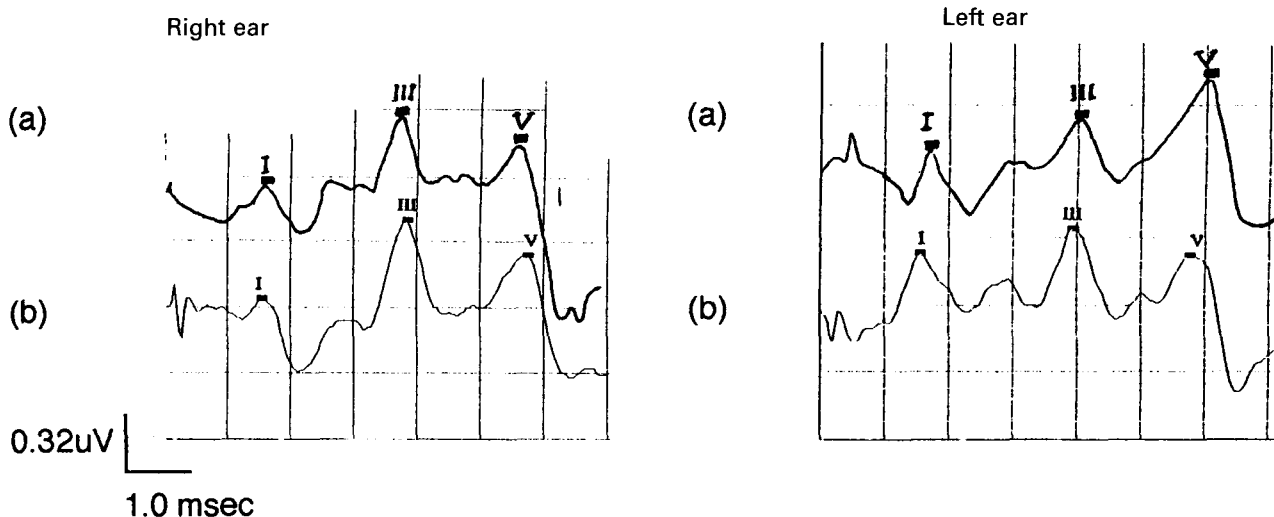 Right ear
Left ear
(a)
I
III
V
(a)
I
III
V
(b)
I
III
V
(b)
I
III
V
0.32uV
1.0 msec